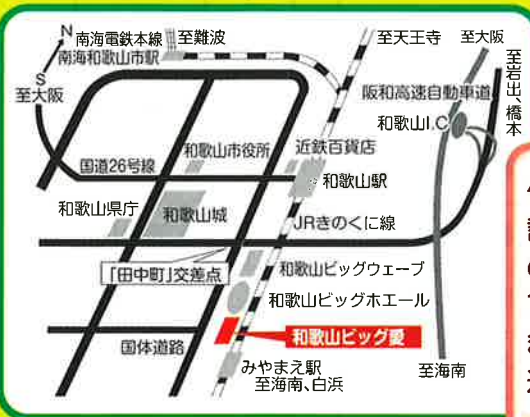 N
S
至大阪
南海電鉄本線
至難波
南海和歌山市駅
至天王寺
至大阪
至岩出、橋本
阪和高速自動車道
和歌山I.C
国道26号線
和歌山市役所
近鉄百貨店
和歌山駅
和歌山県庁
和歌山城
JRきのくに線
「田中町」交差点
和歌山ビッグウェーブ
和歌山ビッグホエール
和歌山ビッグ愛
国体道路
みやまえ駅
至海南、白浜
至海南